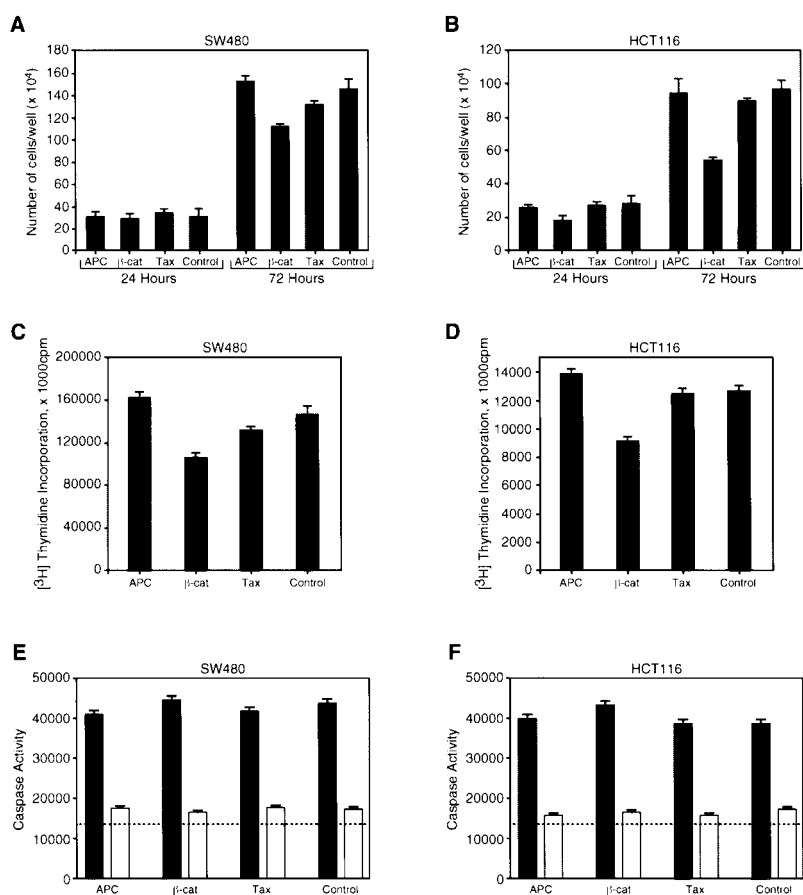 A
SW480
Number of cells/well (x 10⁴)
180
160
140
120
100
80
60
40
20
0
APC β-cat Tax Control APC β-cat Tax Control
24 Hours 72 Hours
B
HCT116
Number of cells/well (x 10⁴)
120
100
80
60
40
20
0
APC β-cat Tax Control APC β-cat Tax Control
24 Hours 72 Hours
C
SW480
[³H] Thymidine Incorporation, x 1000cpm
200000
160000
120000
80000
40000
0
APC β-cat Tax Control
D
HCT116
[³H] Thymidine Incorporation, x 1000cpm
14000
12000
10000
8000
6000
4000
2000
0
APC β-cat Tax Control
E
SW480
Caspase Activity
50000
40000
30000
20000
10000
0
APC β-cat Tax Control
F
HCT116
Caspase Activity
50000
40000
30000
20000
10000
0
APC β-cat Tax Control